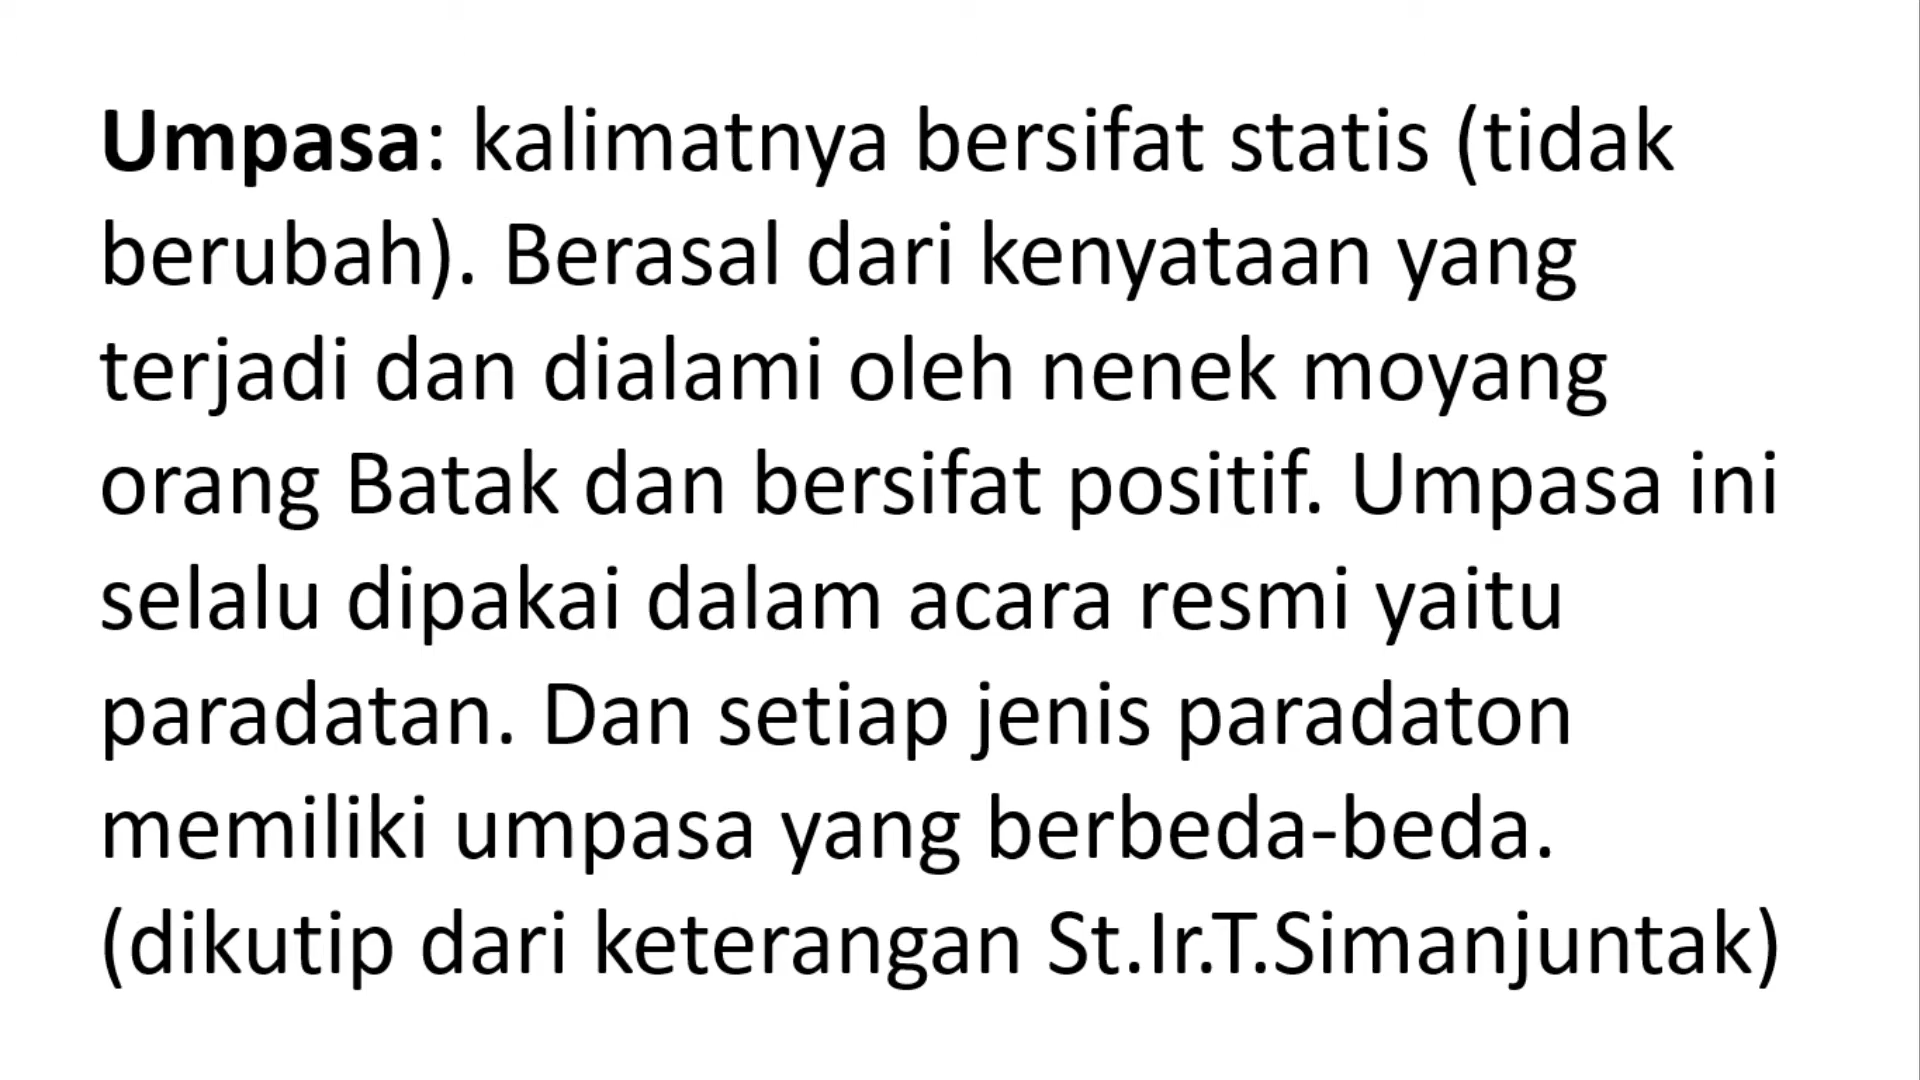 Umpasa: kalimatnya bersifat statis (tidak
berubah). Berasal dari kenyataan yang
terjadi dan dialami oleh nenek moyang
orang Batak dan bersifat positif. Umpasa ini
selalu dipakai dalam acara resmi yaitu
paradatan. Dan setiap jenis paradaton
memiliki umpasa yang berbeda-beda.
(dikutip dari keterangan St.Ir.T.Simanjuntak)